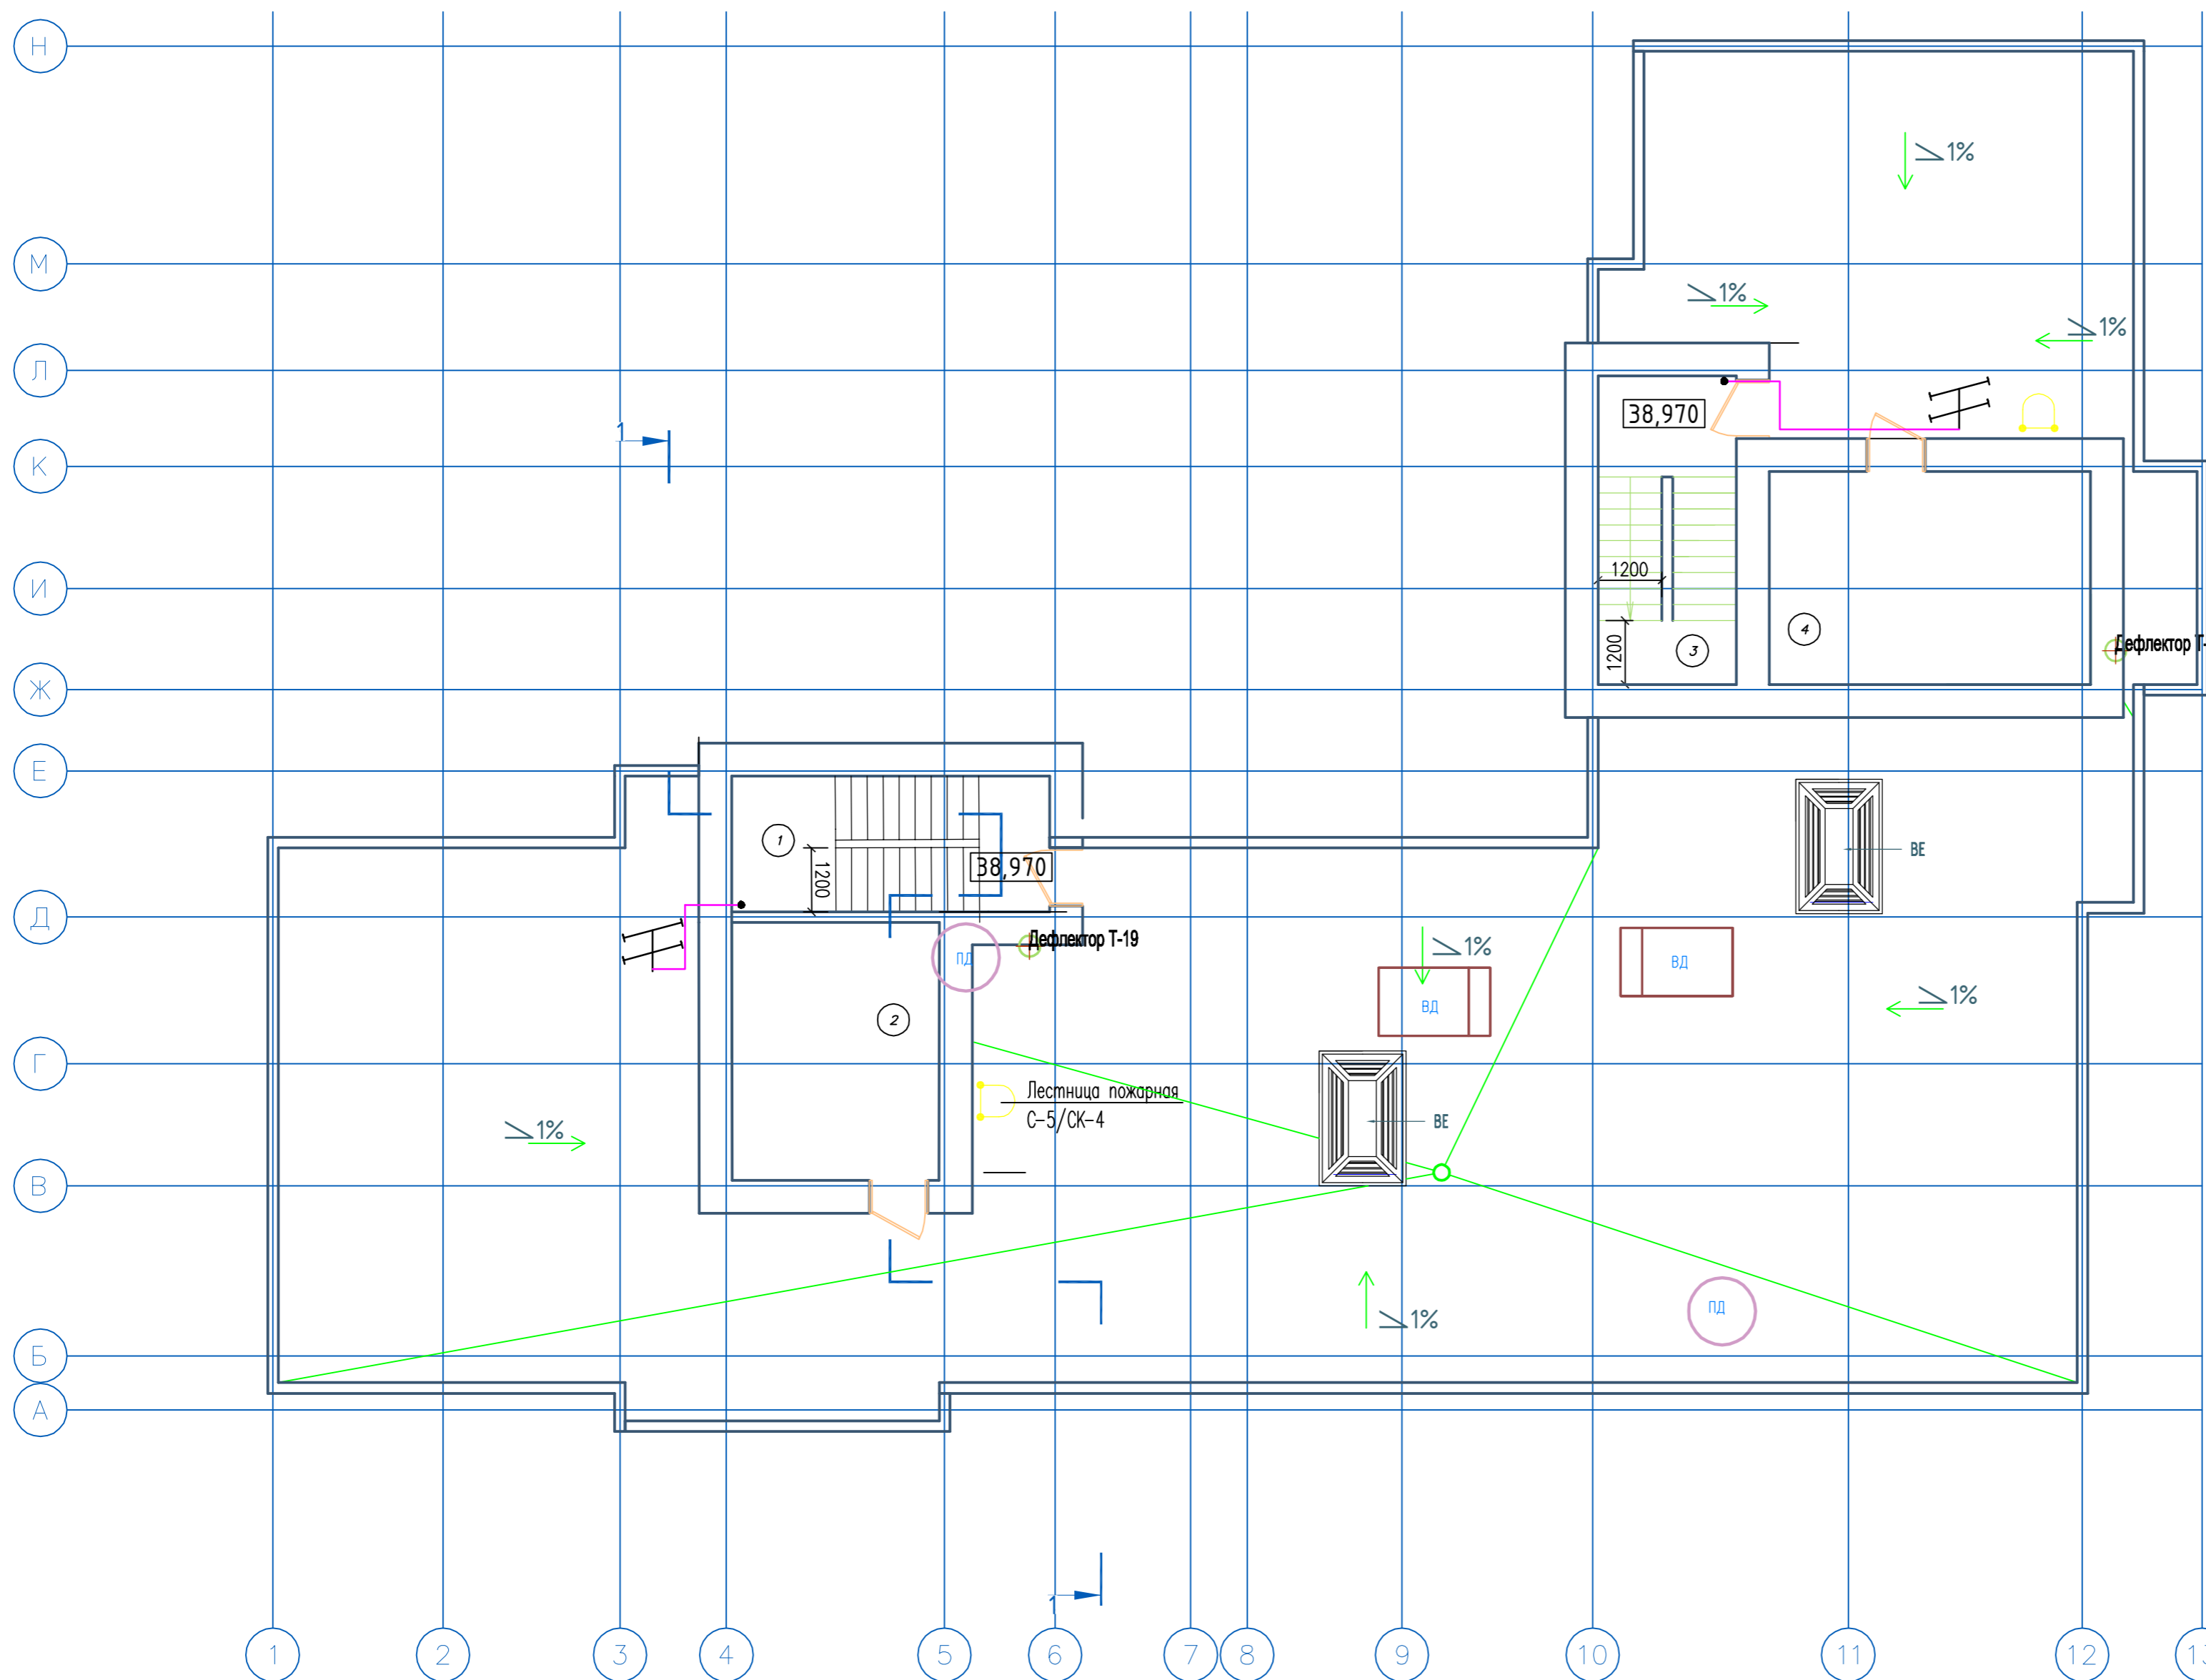 Н
1%
М
1%
1%
Л
38,970
1
К
И
1200
4
3
1200
Дефлектор Т-
Ж
Е
1
1200
38,970
ВЕ
Д
Дефлектор Т-19
ПД
1%
ВД
ВД
1%
2
Г
Лестница пожарная
С-5/СК-4
ВЕ
1%
В
ПД
1%
Б
А
1
1 2 3 4 5 6 7 8 9 10 11 12 13